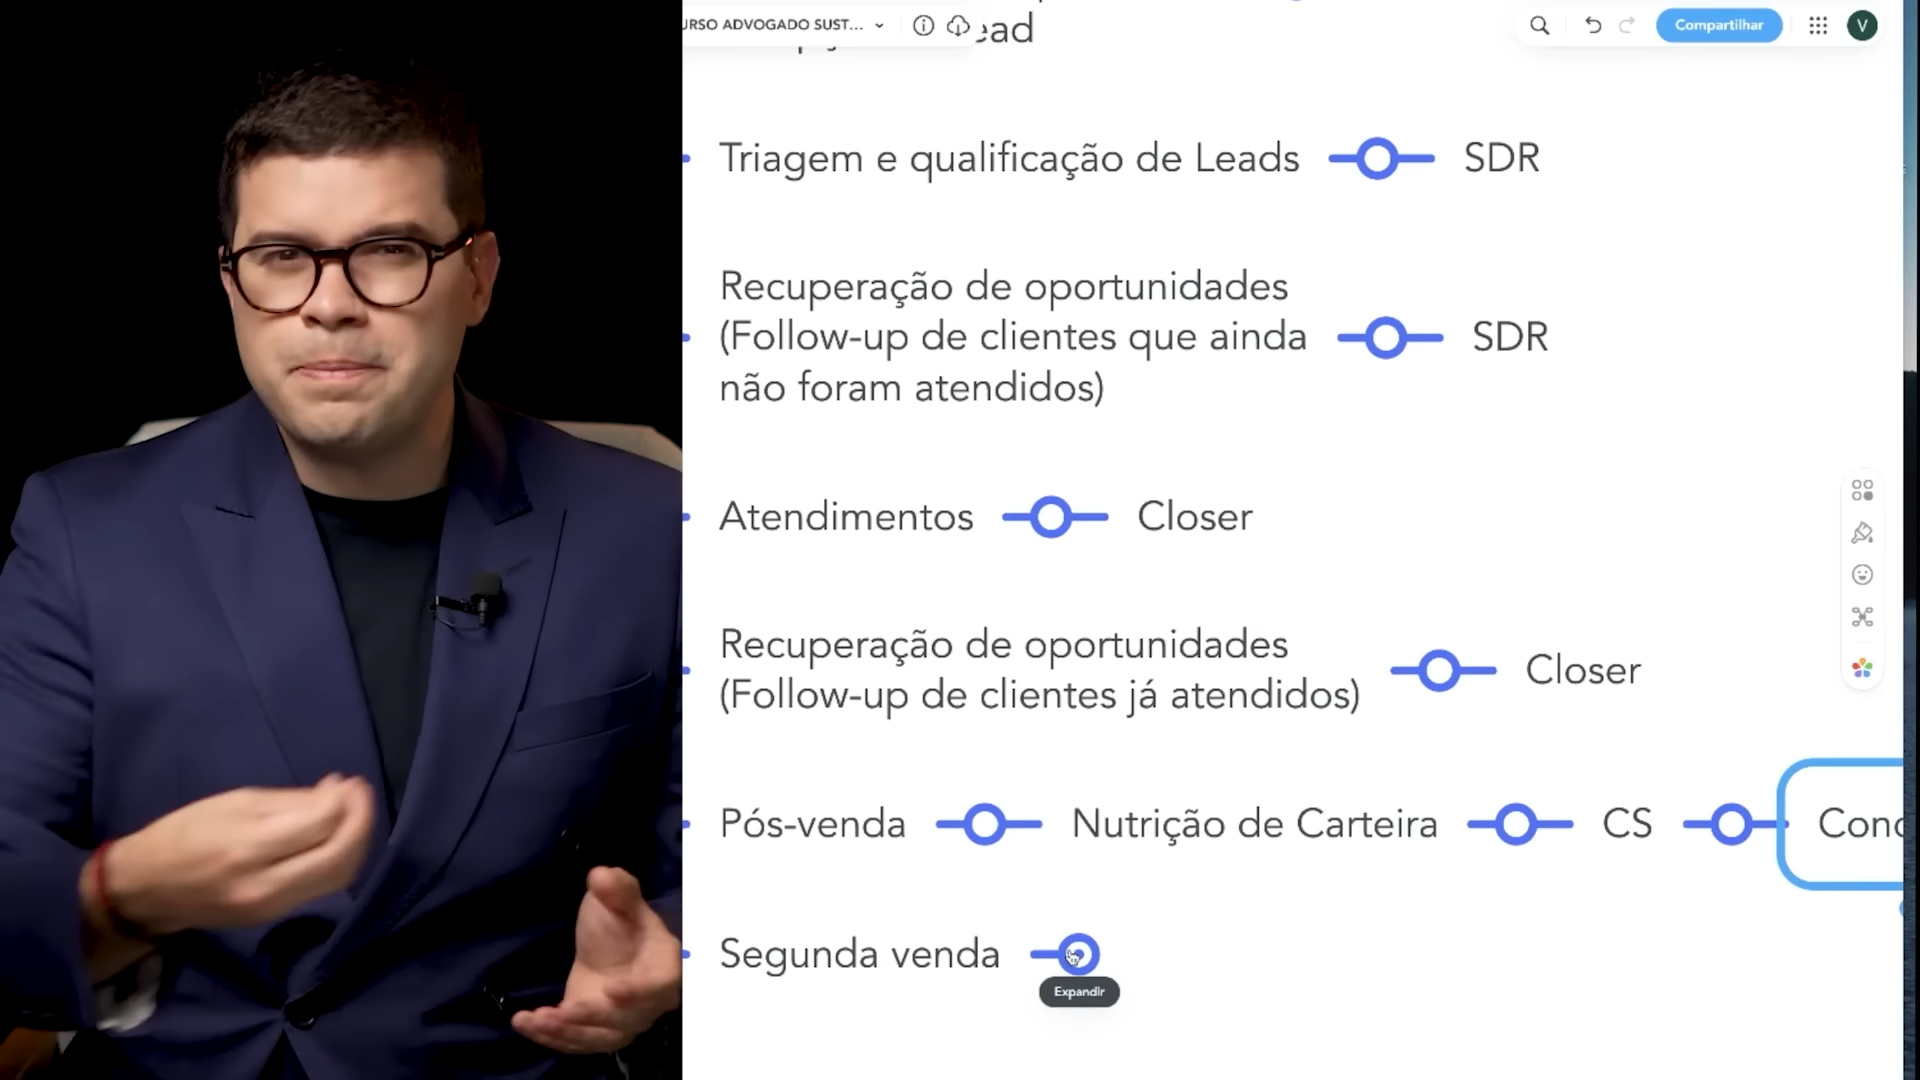 URSO ADVOGADO SUST...
ead
Compartilhar
V
Triagem e qualificação de Leads
SDR
Recuperação de oportunidades
(Follow-up de clientes que ainda
não foram atendidos)
SDR
Atendimentos
Closer
Recuperação de oportunidades
(Follow-up de clientes já atendidos)
Closer
Pós-venda
Nutrição de Carteira
CS
Conc
Segunda venda
Expandir